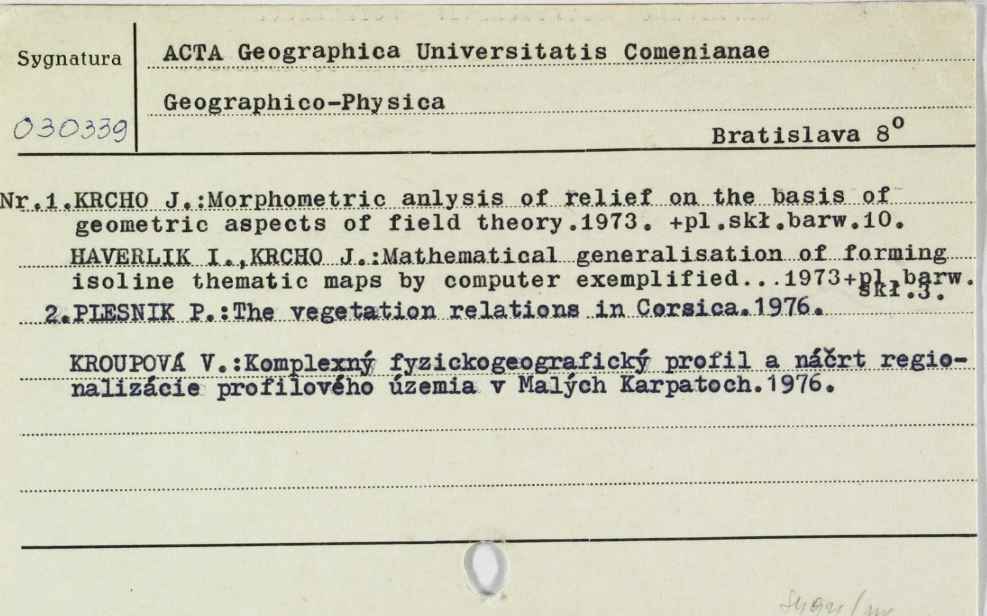 Sygnatura
ACTA Geographica Universitatis Comenianae
Geographico-Physica
030339
Bratislava 8º
Nr.1.KRCHO J.:Morphometric anlysis of relief on the basis of
geometric aspects of field theory.1973. +pl.skł.barw.10.
HAVERLIK I.,KRCHO J.:Mathematical generalisation of forming
isoline thematic maps by computer exemplified...1973+pl.barw.
skł.3.
2.PLESNIK P.:The vegetation relations in Corsica.1976.
KROUPOVÁ V.:Komplexný fyzickogeografický profil a náčrt regio-
nalizácie profilového územia v Malých Karpatoch.1976.